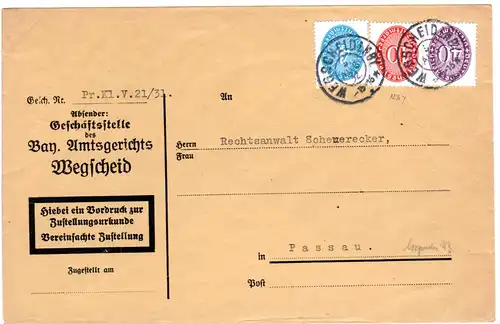 WEGSCHEID
WEGSCHEID
Gesch. Nr. Pr.Kl.V.21/31.
An
Absender:
Geschäftsstelle
des
Bay. Amtsgerichts
Wegscheid
Herrn Rechtsanwalt Scheuerecker,
Frau
Hiebei ein Vordruck zur
Zustellungsurkunde
Vereinfachte Zustellung
Zugestellt am
in Passau.
Post